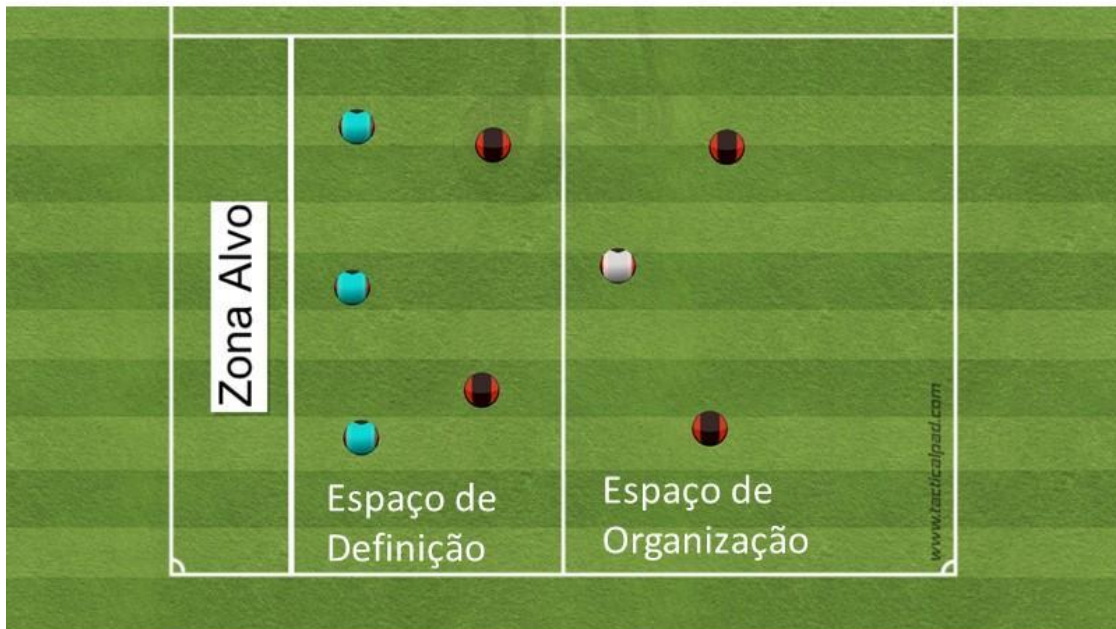 Zona Alvo
Espaço de
Definição
Espaço de
Organização
www.tacticalpad.com